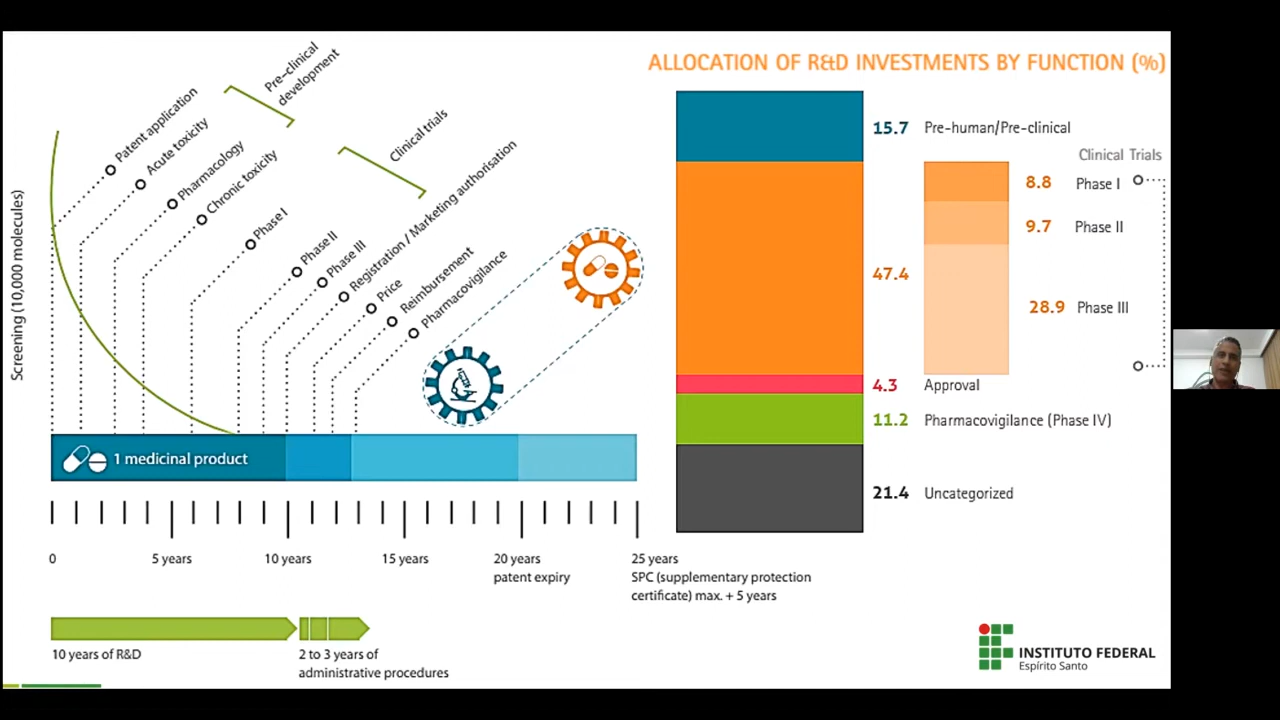 ALLOCATION OF R&D INVESTMENTS BY FUNCTION (%)
Screening (10,000 molecules)
Patent application
Acute toxicity
Pharmacology
Chronic toxicity
Pre-clinical
development
Phase I
Phase II
Phase III
Clinical trials
Registration / Marketing authorisation
Price
Reimbursement
Pharmacovigilance
1 medicinal product
0
5 years
10 years
15 years
20 years
patent expiry
25 years
SPC (supplementary protection
certificate) max. + 5 years
10 years of R&D
2 to 3 years of
administrative procedures
15.7 Pre-human/Pre-clinical
Clinical Trials
8.8 Phase I
9.7 Phase II
47.4
28.9 Phase III
4.3 Approval
11.2 Pharmacovigilance (Phase IV)
21.4 Uncategorized
INSTITUTO FEDERAL
Espírito Santo